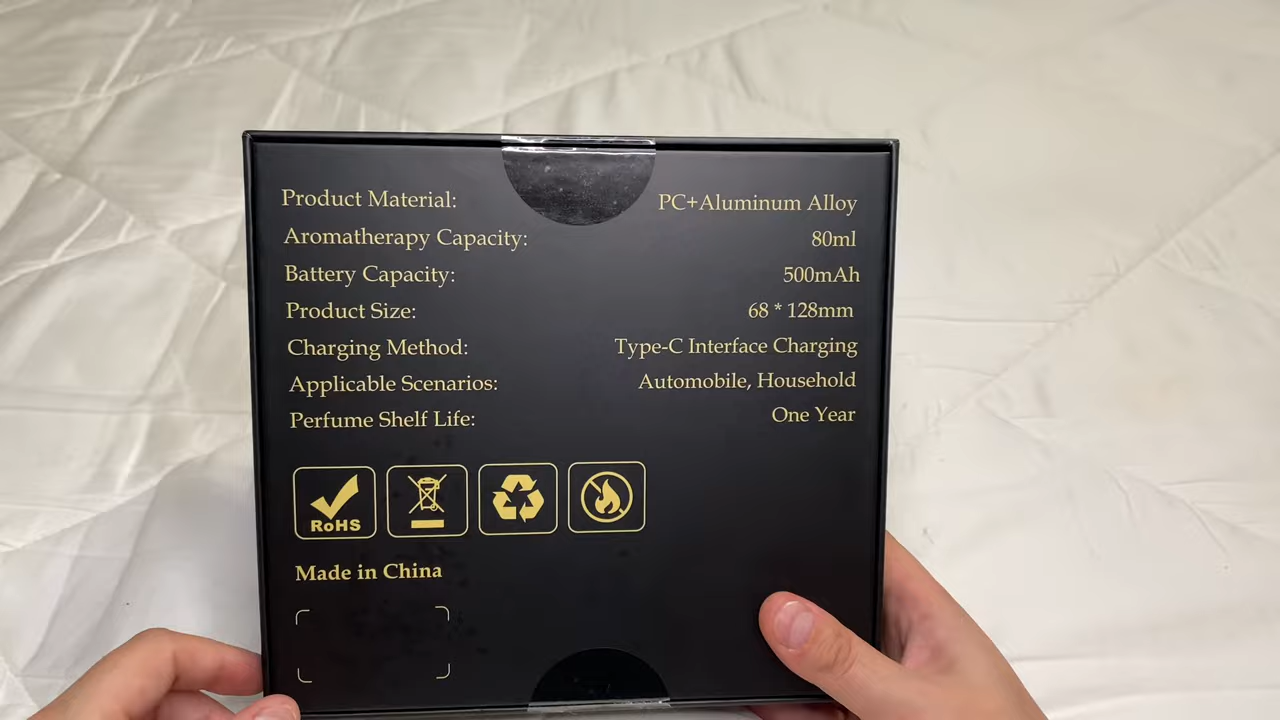 Product Material: PC+Aluminum Alloy
Aromatherapy Capacity: 80ml
Battery Capacity: 500mAh
Product Size: 68 * 128mm
Charging Method: Type-C Interface Charging
Applicable Scenarios: Automobile, Household
Perfume Shelf Life: One Year
RoHS
Made in China